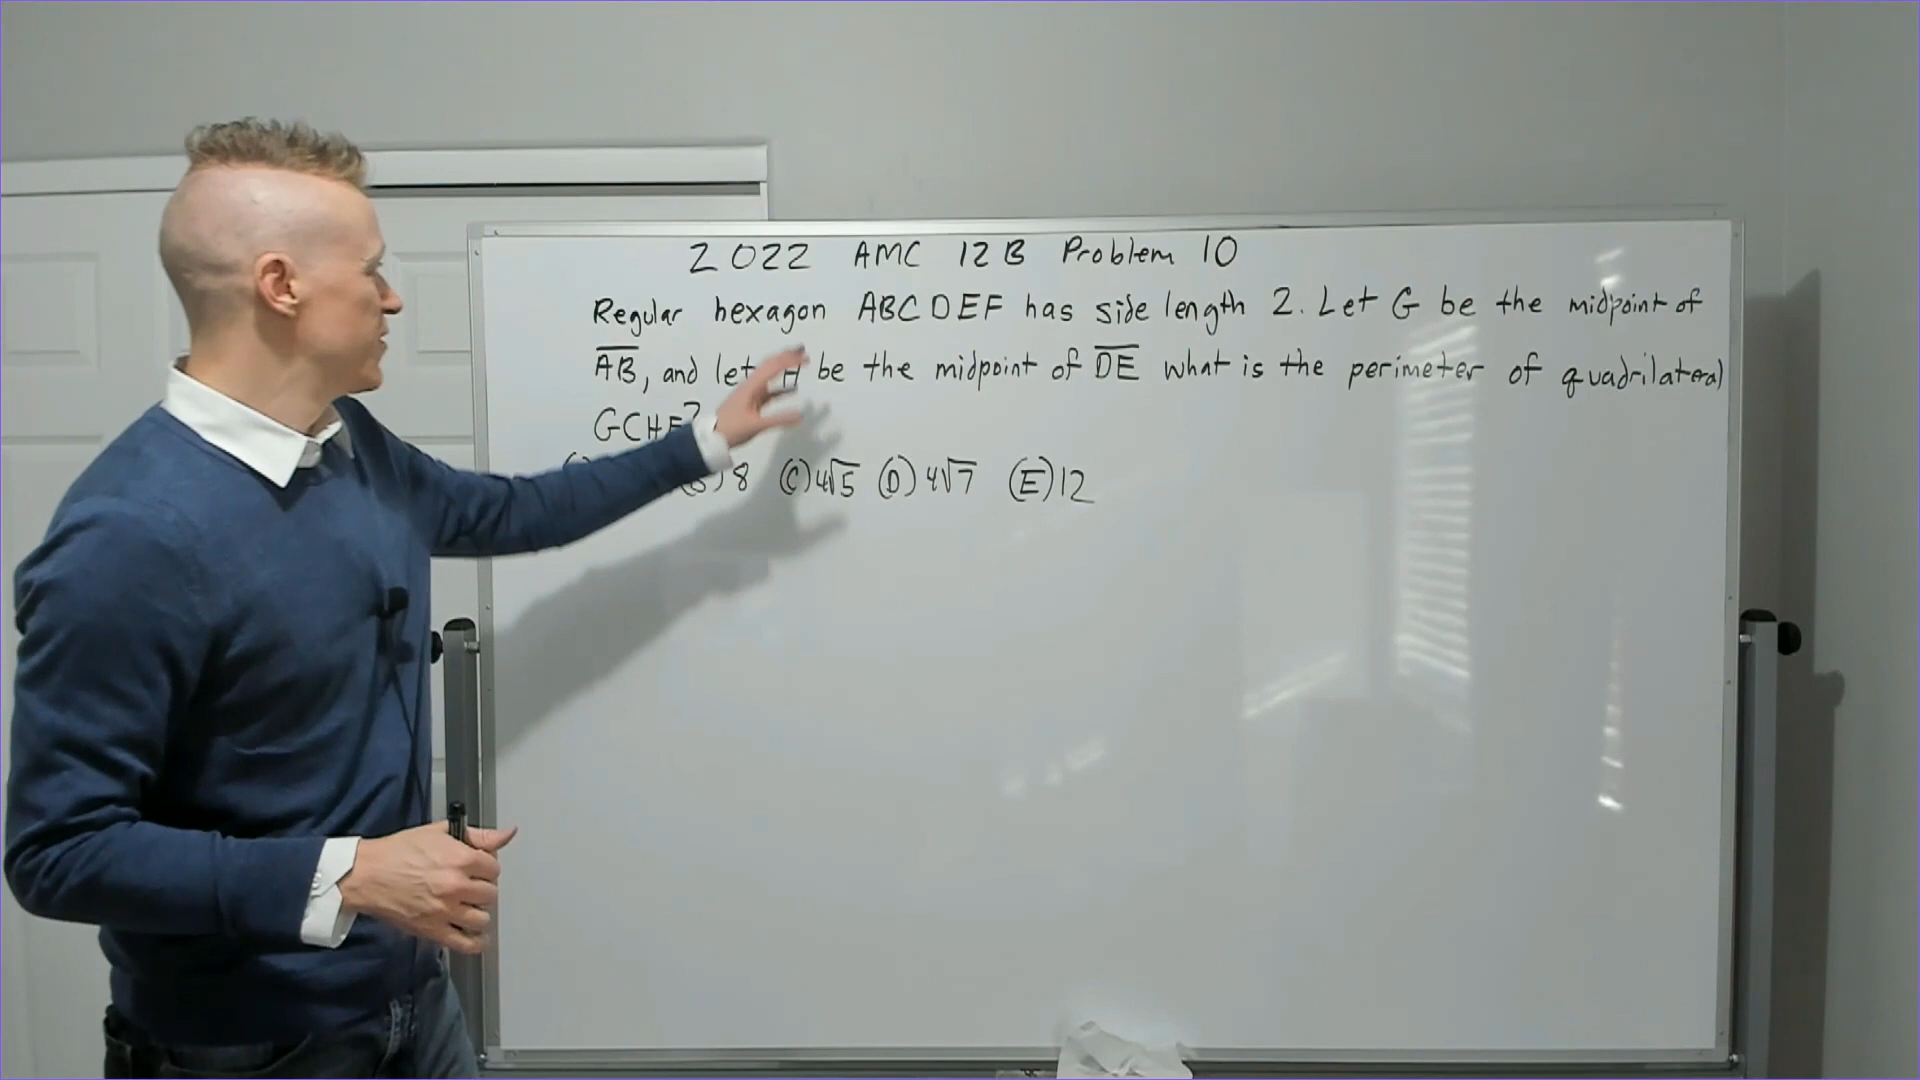 2022 AMC 12B Problem 10
Regular hexagon ABCDEF has side length 2. Let G be the midpoint of
AB, and let H be the midpoint of DE what is the perimeter of quadrilateral
GCHF?
8 (C) 4√5 (D) 4√7 (E) 12